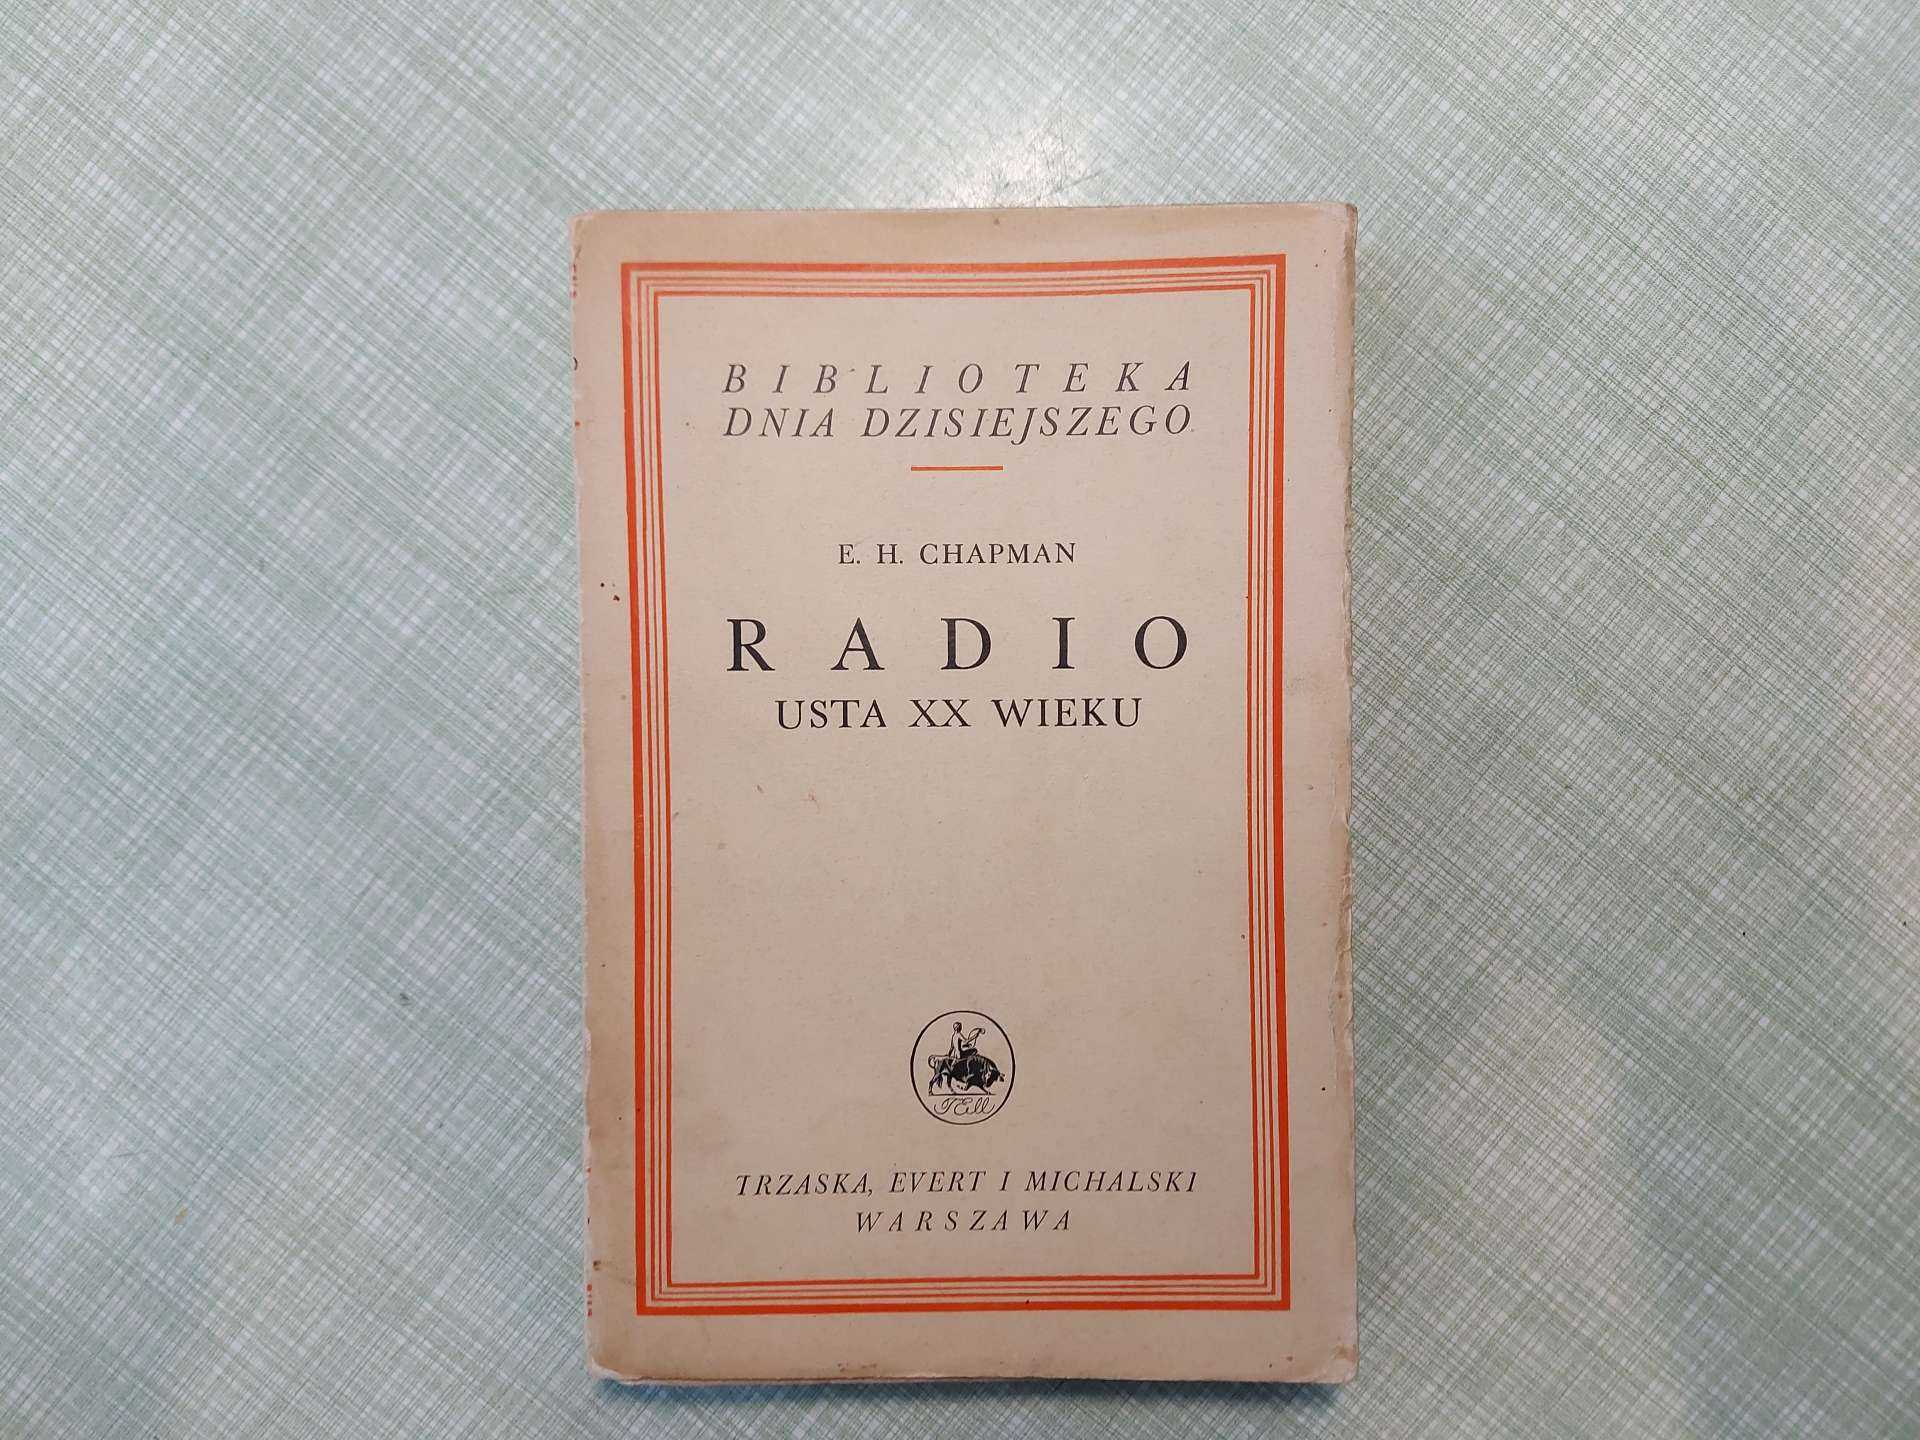 BIBLIOTEKA
DNIA DZISIEJSZEGO
E. H. CHAPMAN
RADIO
USTA XX WIEKU
TRZASKA, EVERT I MICHALSKI
WARSZAWA